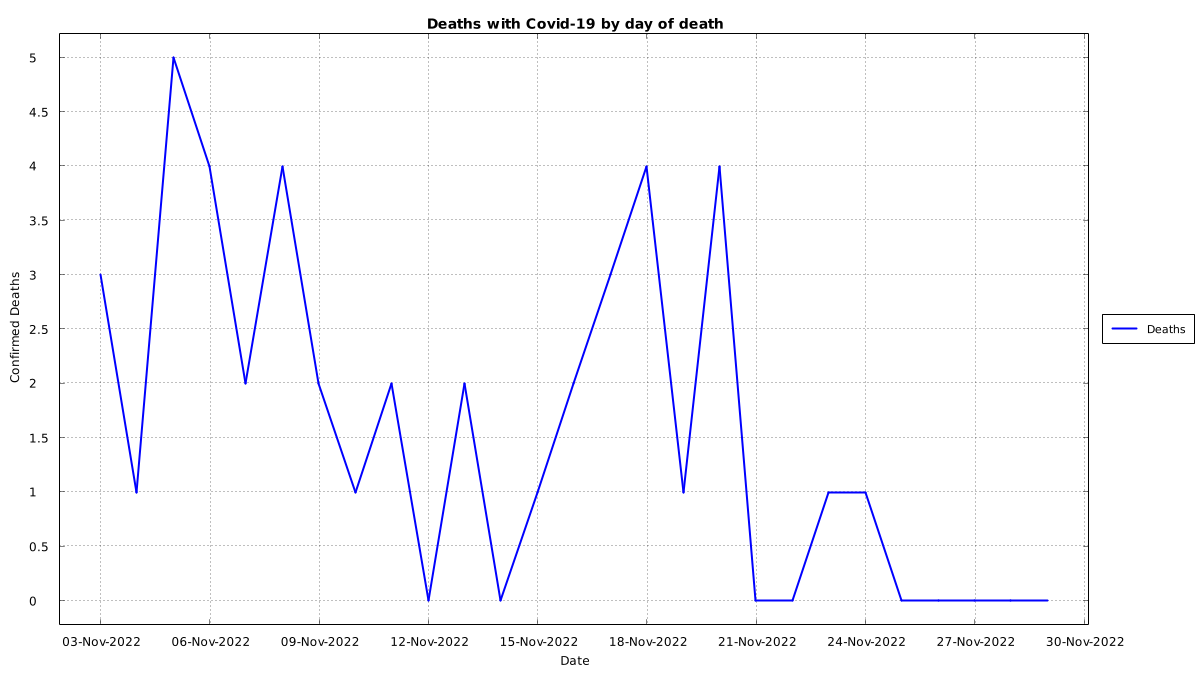 Deaths with Covid-19 by day of death
5
4.5
4
3.5
3
2.5
2
1.5
1
0.5
0
Confirmed Deaths
03-Nov-2022 06-Nov-2022 09-Nov-2022 12-Nov-2022 15-Nov-2022 18-Nov-2022 21-Nov-2022 24-Nov-2022 27-Nov-2022 30-Nov-2022
Date
Deaths